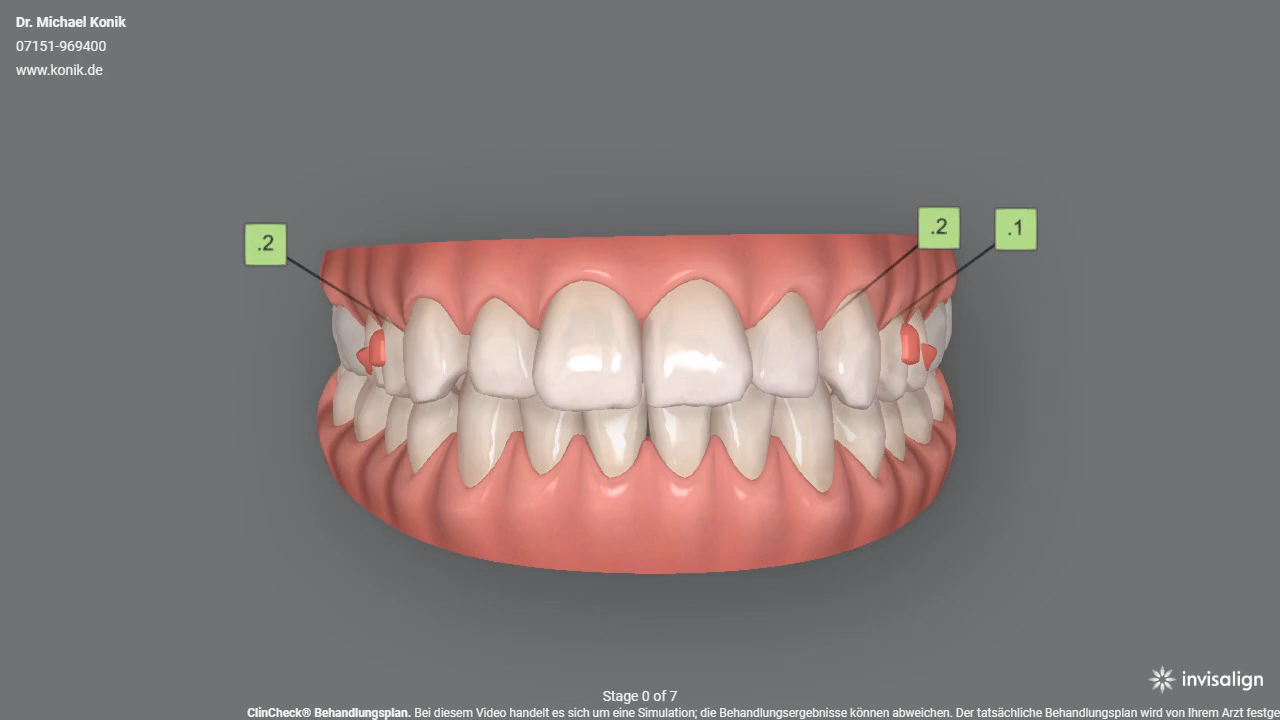 Dr. Michael Konik
07151-969400
www.konik.de
.2
.2
.1
invisalign
Stage 0 of 7
ClinCheck® Behandlungsplan. Bei diesem Video handelt es sich um eine Simulation; die Behandlungsergebnisse können abweichen. Der tatsächliche Behandlungsplan wird von Ihrem Arzt festge